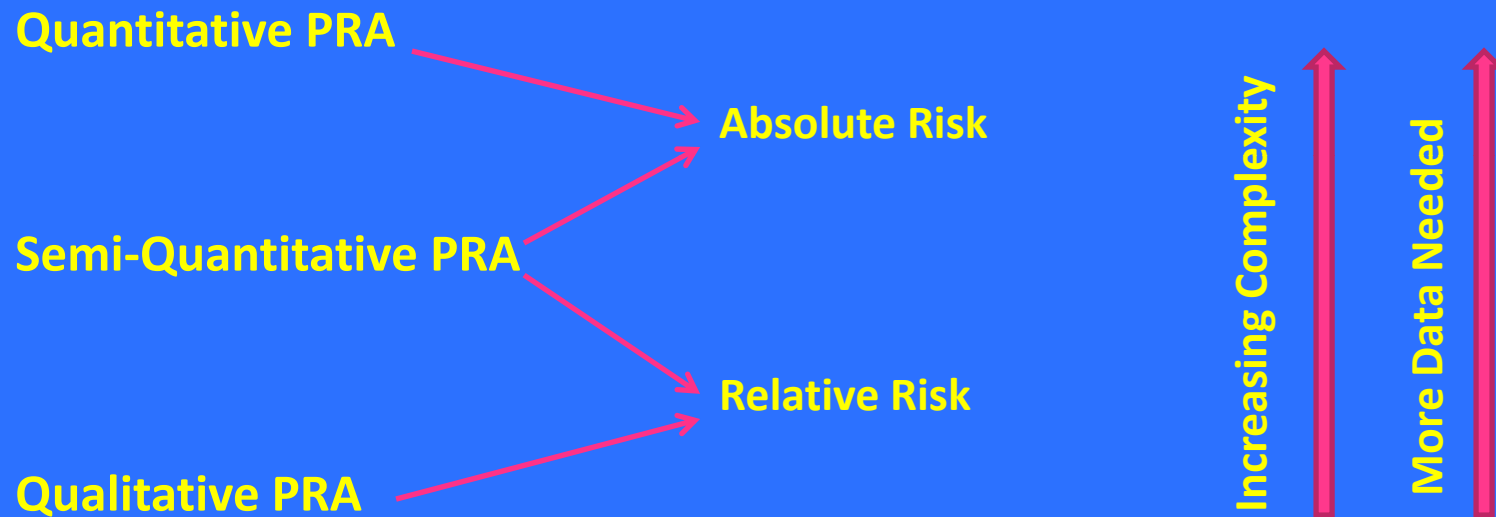 Quantitative PRA
Absolute Risk
Semi-Quantitative PRA
Relative Risk
Qualitative PRA
Increasing Complexity
More Data Needed